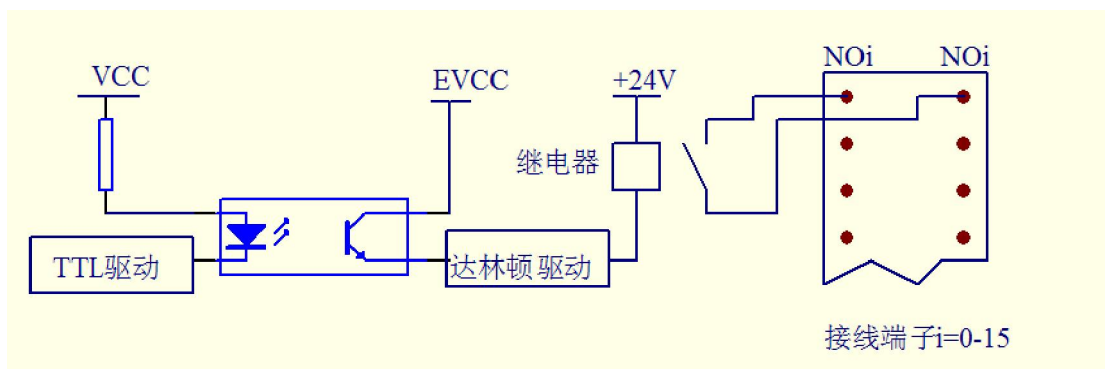 NOi NOi
VCC
EVCC
+24V
继电器
TTL驱动
达林顿驱动
接线端子i=0-15